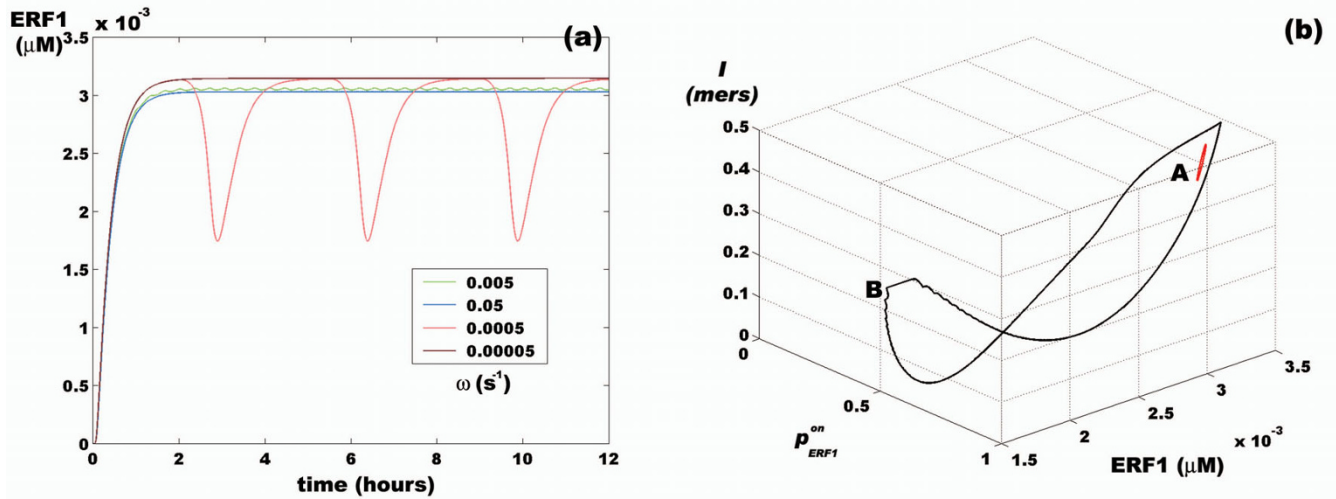 ERF1
(μM)
x 10-3
(a)
3.5
3
2.5
2
1.5
1
0.5
0
0 2 4 6 8 10 12
time (hours)
0.005
0.05
0.0005
0.00005
ω (s-1)
(b)
I
(mers)
0.5
0.4
0.3
0.2
0.1
0
A
B
0
0.5
1
p on ERF1
1.5
2
2.5
3
3.5
x 10-3
ERF1 (μM)